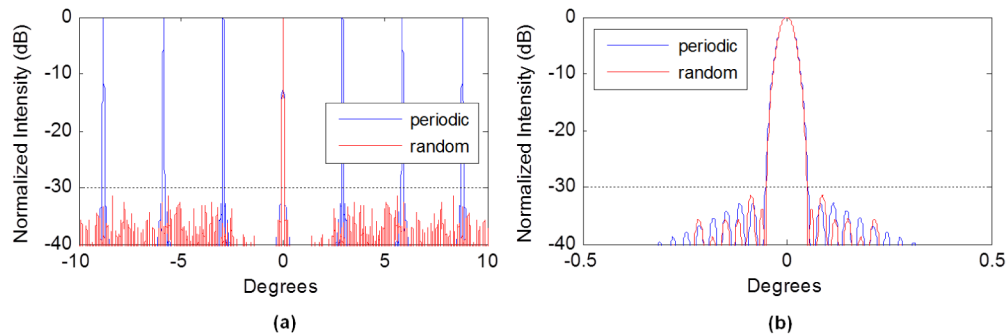 Normalized Intensity (dB)
0
-10
-20
-30
-40
periodic
random
-10
-5
0
5
10
Degrees
(a)
Normalized Intensity (dB)
0
-10
-20
-30
-40
periodic
random
-0.5
0
0.5
Degrees
(b)